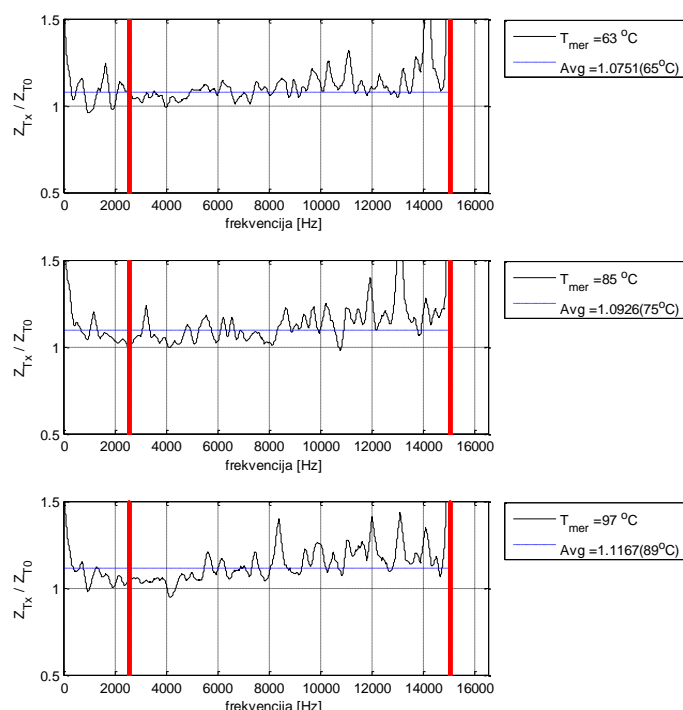 1.5
1
0.5
Z_Tx / Z_T0
0 2000 4000 6000 8000 10000 12000 14000 16000
frekvencija [Hz]
T_mer =63 °C
Avg =1.0751(65°C)
1.5
1
0.5
Z_Tx / Z_T0
0 2000 4000 6000 8000 10000 12000 14000 16000
frekvencija [Hz]
T_mer =85 °C
Avg =1.0926(75°C)
1.5
1
0.5
Z_Tx / Z_T0
0 2000 4000 6000 8000 10000 12000 14000 16000
frekvencija [Hz]
T_mer =97 °C
Avg =1.1167(89°C)